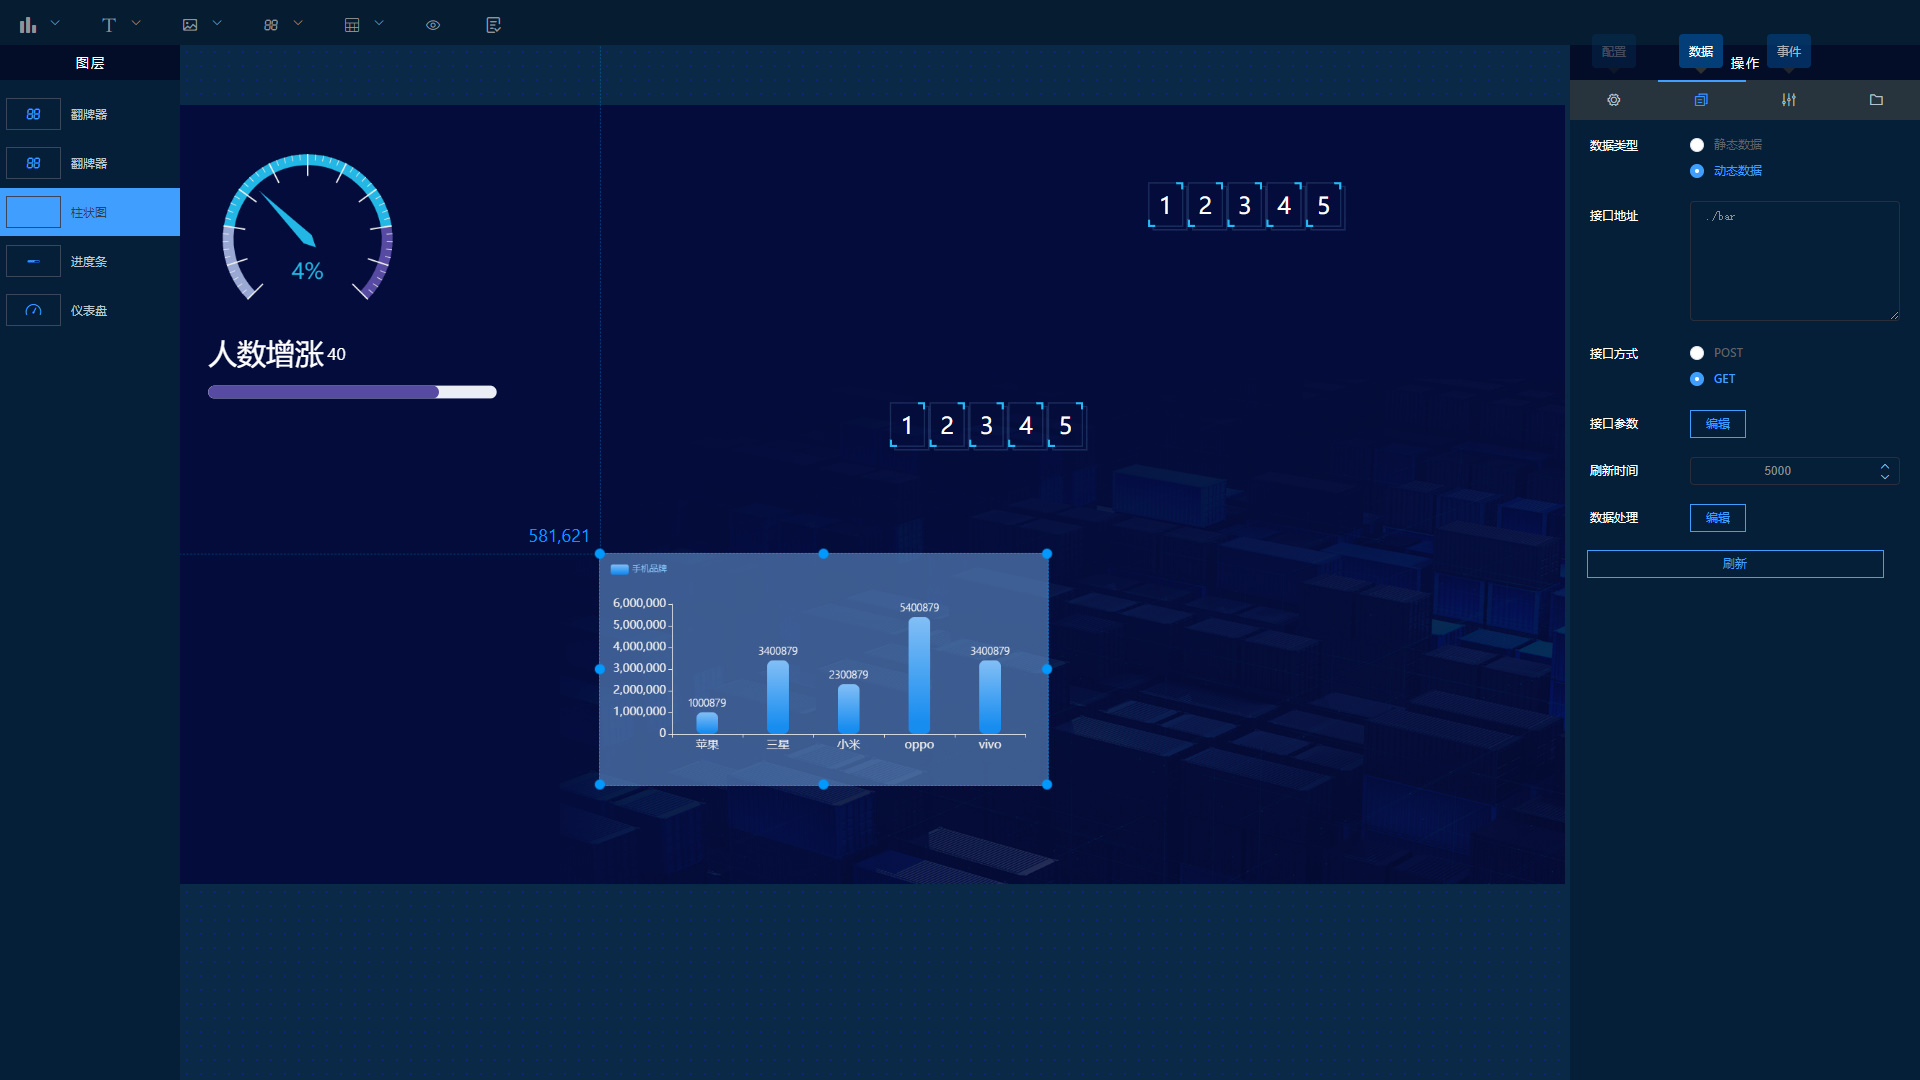 T
88
图层
操作
配置
数据
事件
88 翻牌器
88 翻牌器
柱状图
进度条
仪表盘
4%
人数增涨 40
1 2 3 4 5
1 2 3 4 5
581,621
手机品牌
6,000,000
5,000,000
4,000,000
3,000,000
2,000,000
1,000,000
0
1000879
3400879
2300879
5400879
3400879
苹果
三星
小米
oppo
vivo
数据类型
静态数据
动态数据
接口地址
./bar
接口方式
POST
GET
接口参数
编辑
刷新时间
5000
数据处理
编辑
刷新